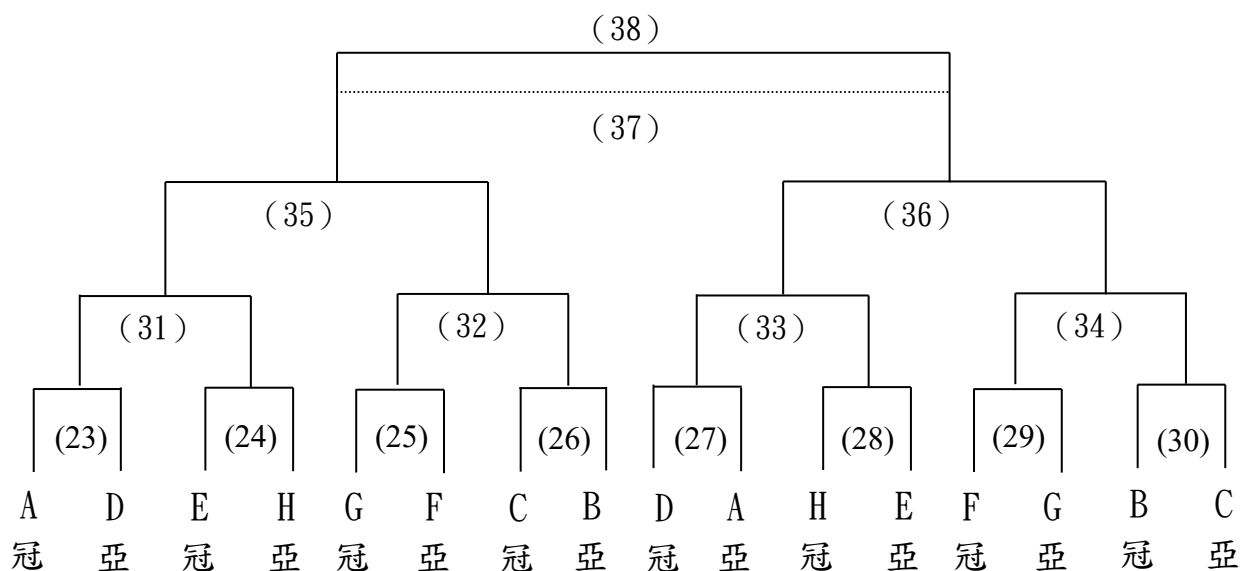 （38）
（37）
（35） （36）
（31） （32） （33） （34）
(23) (24) (25) (26) (27) (28) (29) (30)
A D E H G F C B D A H E F G B C
冠 亞 冠 亞 冠 亞 冠 亞 冠 亞 冠 亞 冠 亞 冠 亞